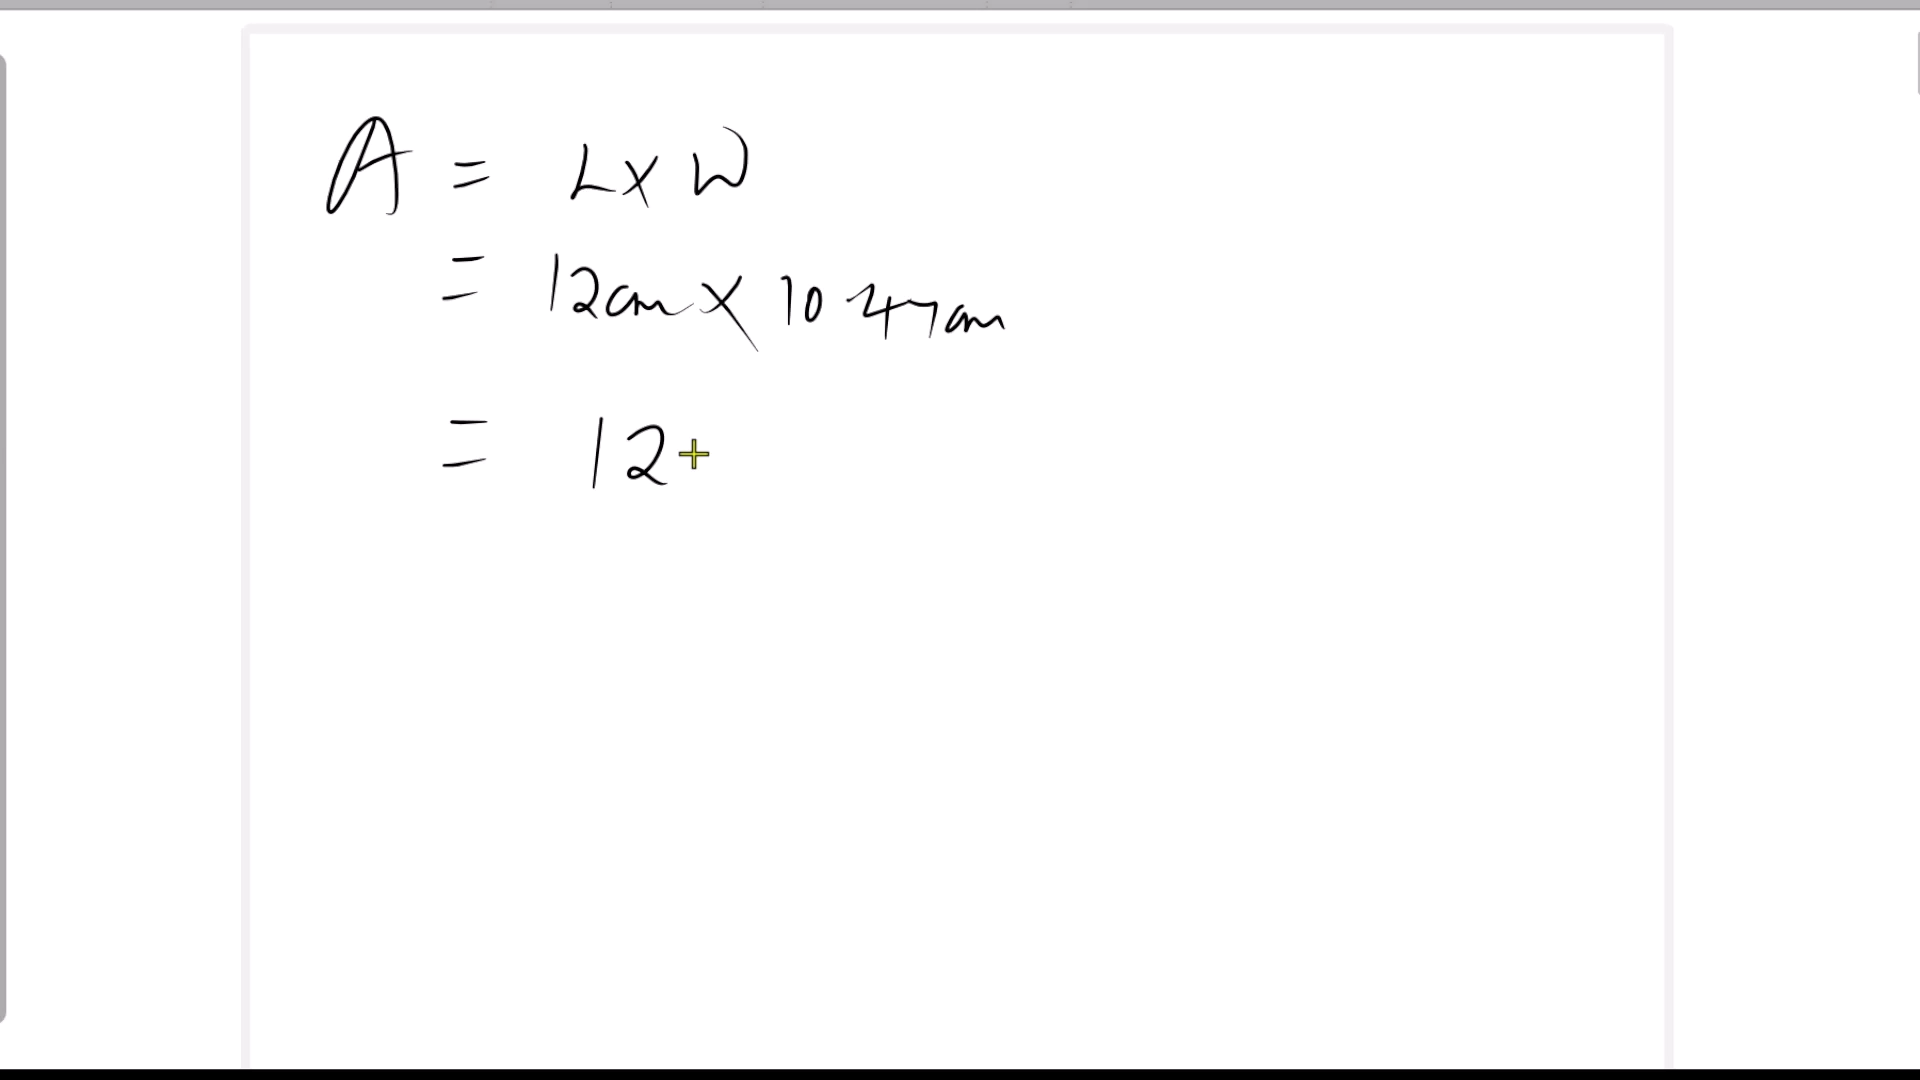 A = L x W
= 12cm x 10.47cm
= 12